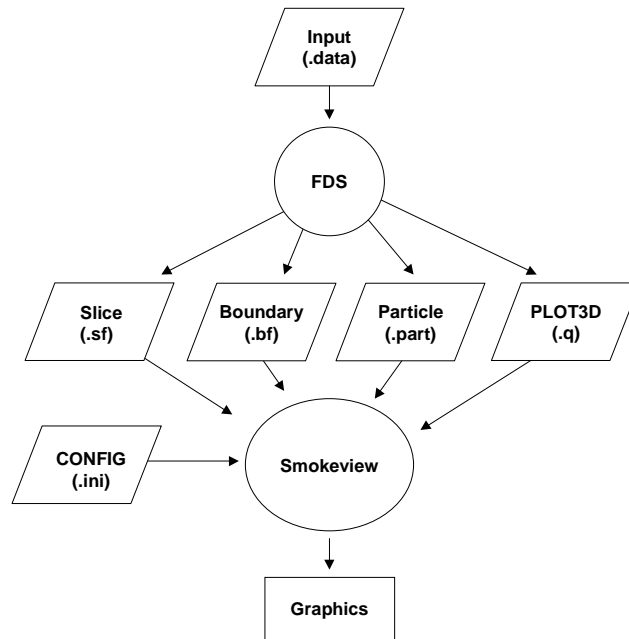 Input
(.data)
FDS
Slice
(.sf)
Boundary
(.bf)
Particle
(.part)
PLOT3D
(.q)
CONFIG
(.ini)
Smokeview
Graphics